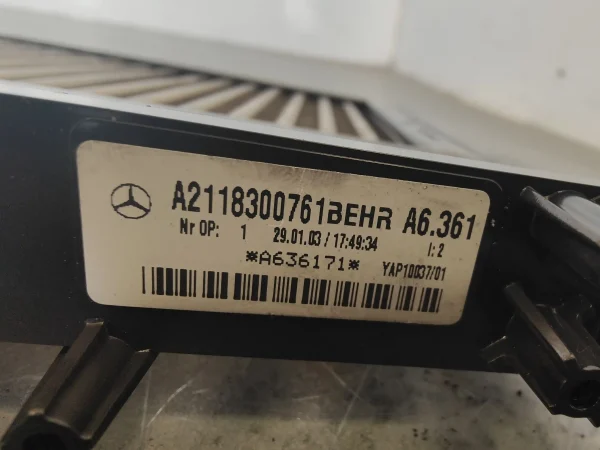 A2118300761BEHR A6.361
Nr OP: 1 29.01.03 / 17:49:34 I: 2
*A636171* YAP10037/01